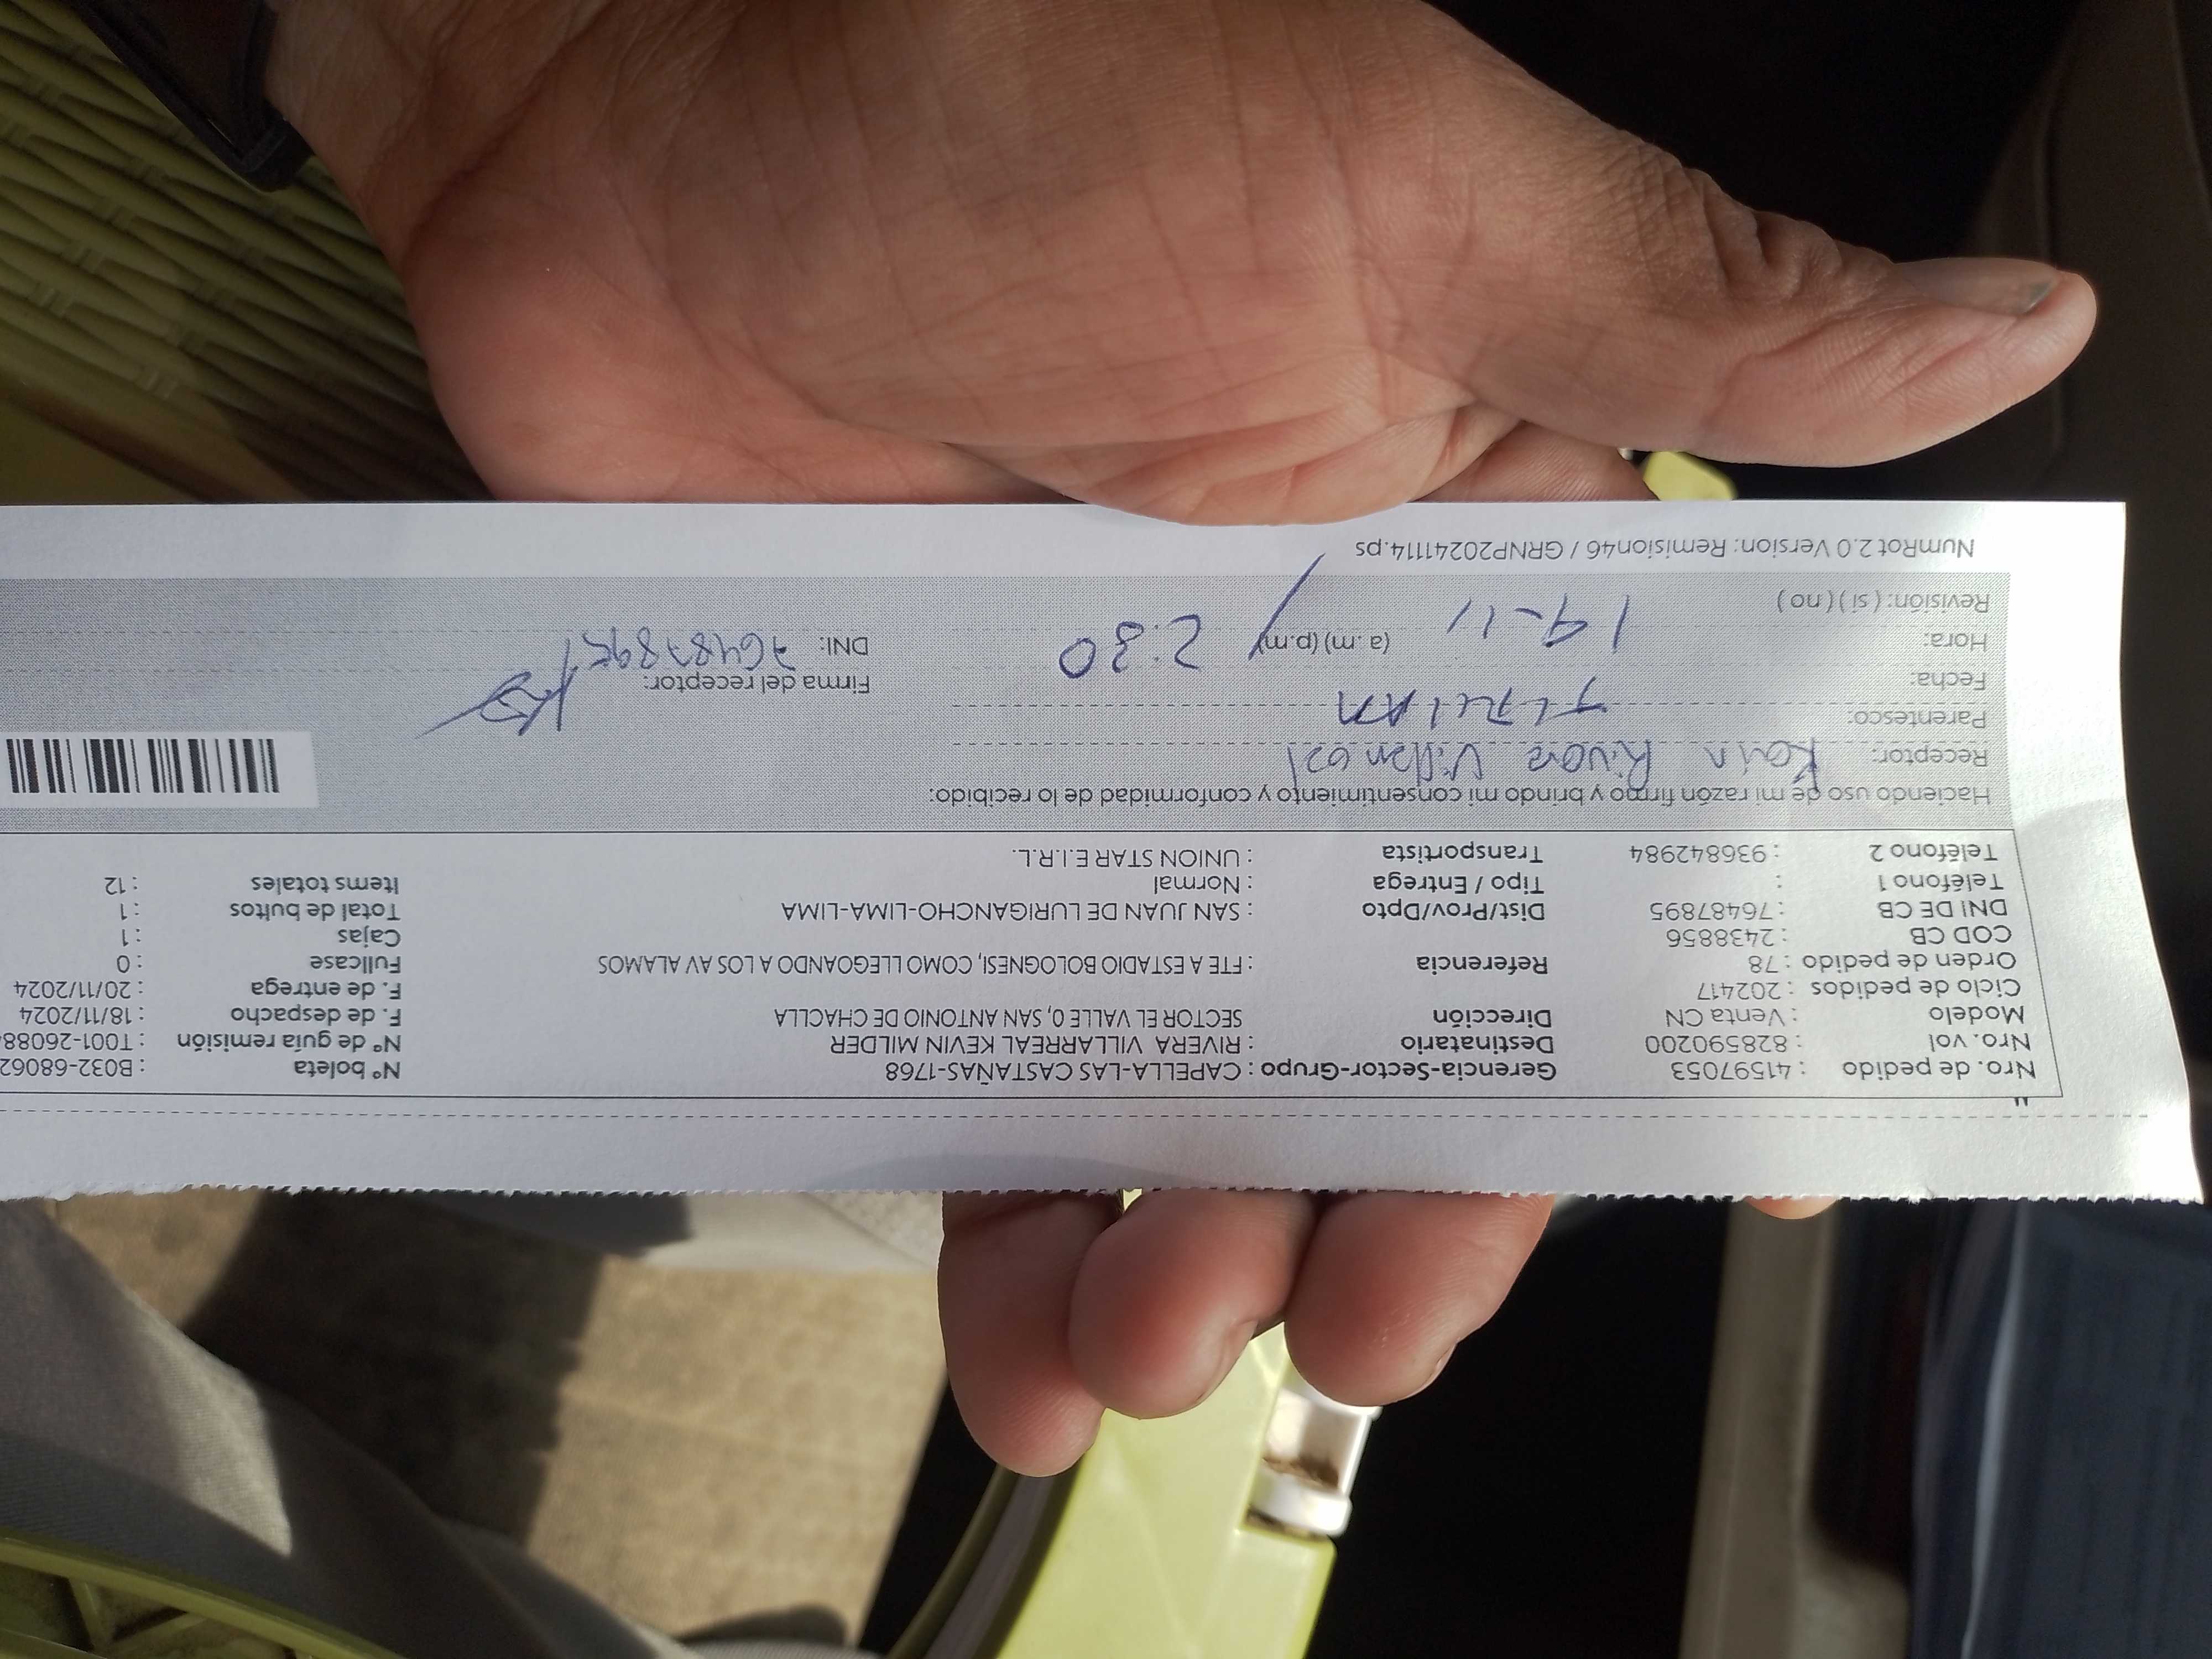 Nro. de pedido : 41597053 Gerencia-Sector-Grupo : CAPELLA-LAS CASTAÑAS-1768 N° boleta : B032-68062
Nro. vol : 828590200 Destinatario : RIVERA VILLARREAL KEVIN MILDER N° de guía remisión : T001-26088
Modelo : Venta CN Dirección SECTOR EL VALLE 0, SAN ANTONIO DE CHACLLA F. de despacho : 18/11/2024
Ciclo de pedidos : 202417 F. de entrega : 20/11/2024
Orden de pedido : 78 Referencia : FTE A ESTADIO BOLOGNESI, COMO LLEGOANDO A LOS AV ALAMOS Fullcase : 0
COD CB : 2438856 Cajas : 1
DNI DE CB : 76487895 Dist/Prov/Dpto : SAN JUAN DE LURIGANCHO-LIMA-LIMA Total de bultos : 1
Teléfono 1 : Tipo / Entrega : Normal Items totales : 12
Teléfono 2 : 936842984 Transportista : UNION STAR E.I.R.L.
Haciendo uso de mi razón firmo y brindo mi consentimiento y conformidad de lo recibido:
Receptor: Rivera
Parentesco:
Fecha: Firma del receptor:
Hora: 19-11 (a. m) (p.m) 2:30 DNI: 76487895
Revisión: ( sí ) ( no )
NumRot 2.0 Version: Remision46 / GRNP20241114.ps